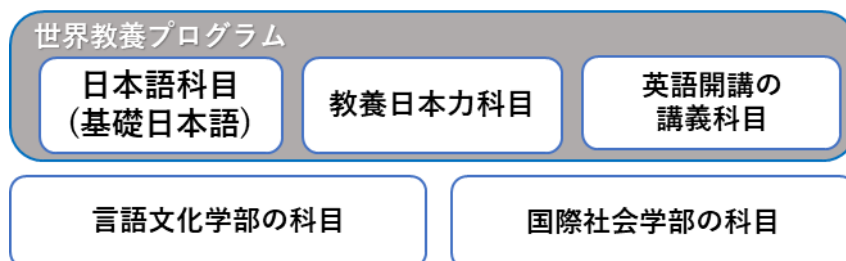 世界教養プログラム
日本語科目
(基礎日本語)
教養日本力科目
英語開講の
講義科目
言語文化学部の科目
国際社会学部の科目